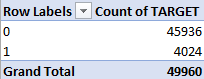 Row Labels Count of TARGET
0 45936
1 4024
Grand Total 49960